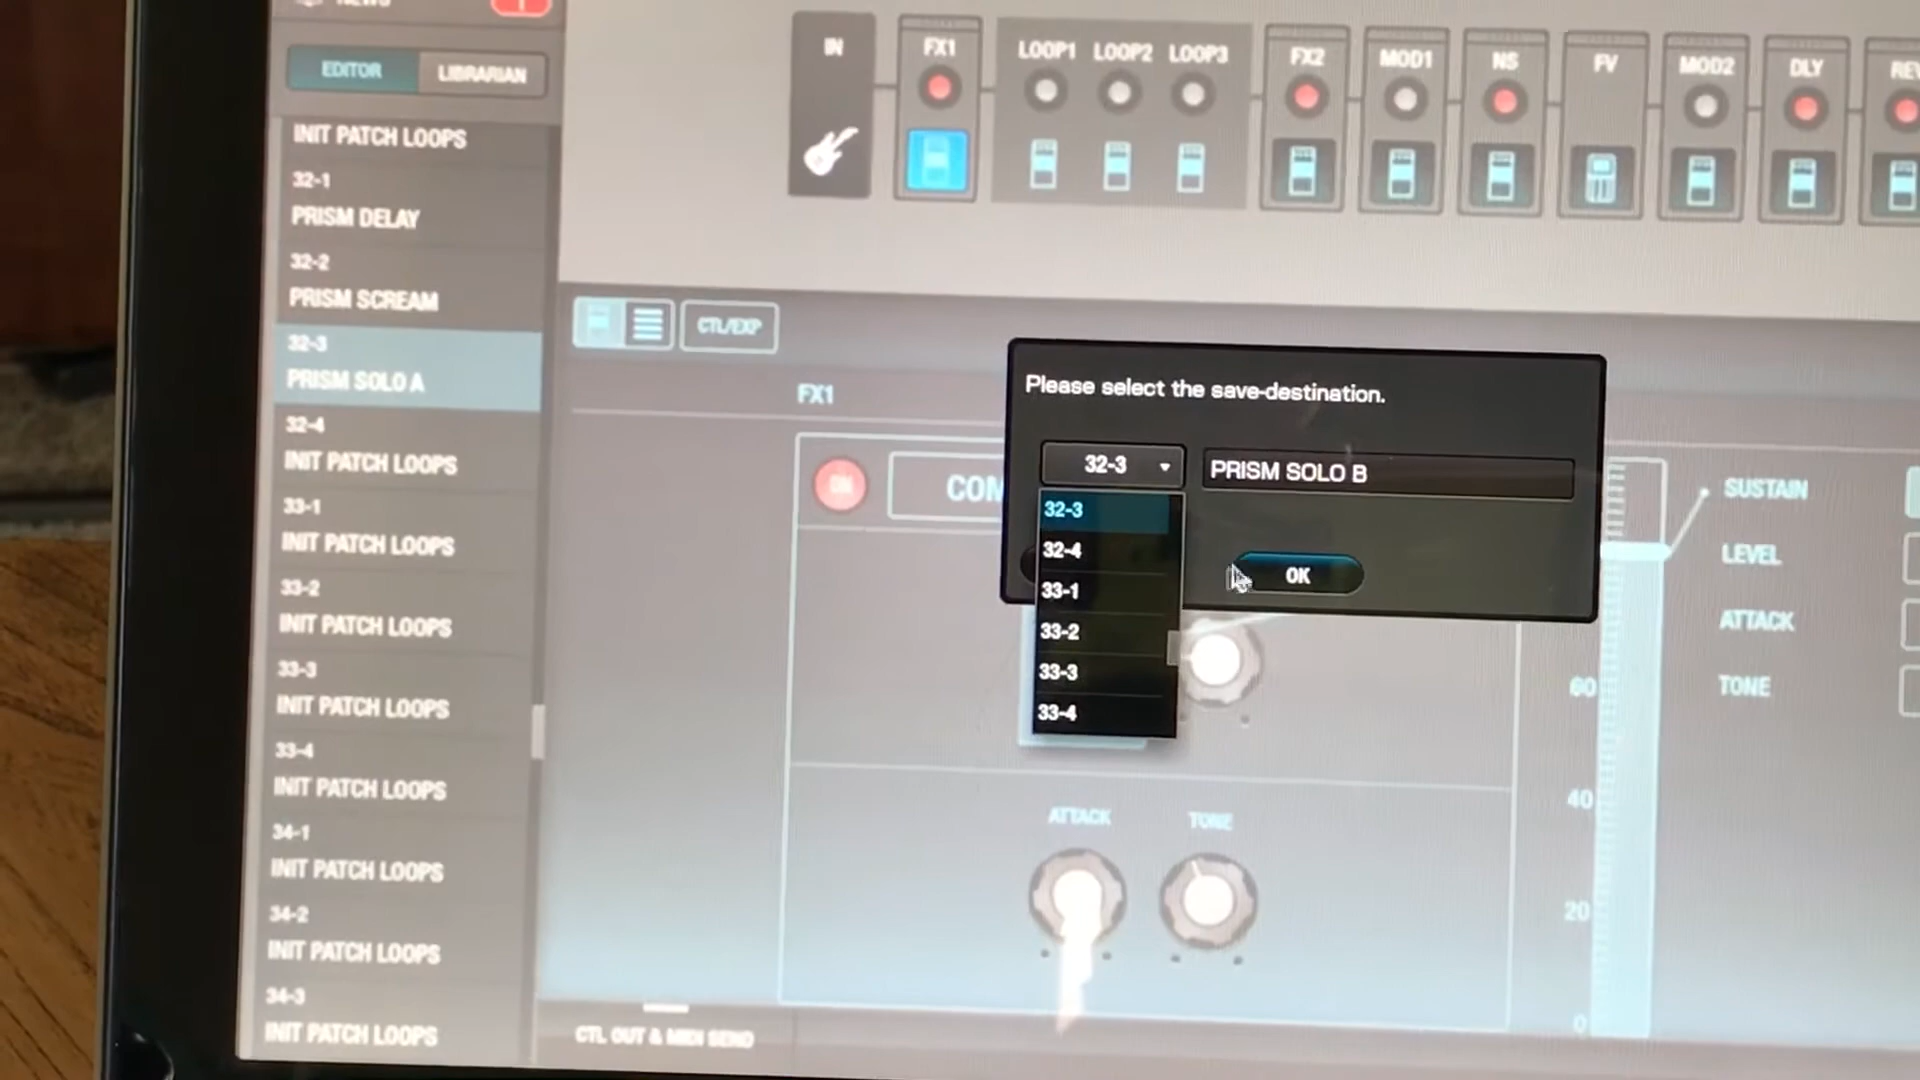 NEWS
EDITOR LIBRARIAN
INIT PATCH LOOPS
32-1
PRISM DELAY
32-2
PRISM SCREAM
32-3
PRISM SOLO A
32-4
INIT PATCH LOOPS
33-1
INIT PATCH LOOPS
33-2
INIT PATCH LOOPS
33-3
INIT PATCH LOOPS
33-4
INIT PATCH LOOPS
34-1
INIT PATCH LOOPS
34-2
INIT PATCH LOOPS
34-3
INIT PATCH LOOPS
IN FX1 LOOP1 LOOP2 LOOP3 FX2 MOD1 NS FV MOD2 DLY REV
CTL/EXP
FX1
ON
COM
Please select the save-destination.
32-3 PRISM SOLO B
32-3
32-4
33-1
33-2
33-3
33-4
OK
ATTACK TONE
60
40
20
0
SUSTAIN
LEVEL
ATTACK
TONE
CTL OUT & MIDI SEND